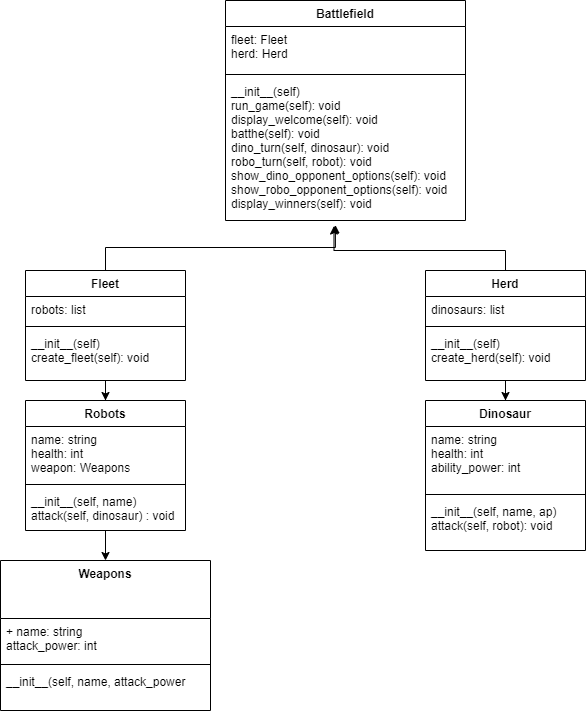 Battlefield
fleet: Fleet
herd: Herd
__init__(self)
run_game(self): void
display_welcome(self): void
batthe(self): void
dino_turn(self, dinosaur): void
robo_turn(self, robot): void
show_dino_opponent_options(self): void
show_robo_opponent_options(self): void
display_winners(self): void
Fleet
robots: list
__init__(self)
create_fleet(self): void
Herd
dinosaurs: list
__init__(self)
create_herd(self): void
Robots
name: string
health: int
weapon: Weapons
__init__(self, name)
attack(self, dinosaur) : void
Dinosaur
name: string
health: int
ability_power: int
__init__(self, name, ap)
attack(self, robot): void
Weapons
+ name: string
attack_power: int
__init__(self, name, attack_power